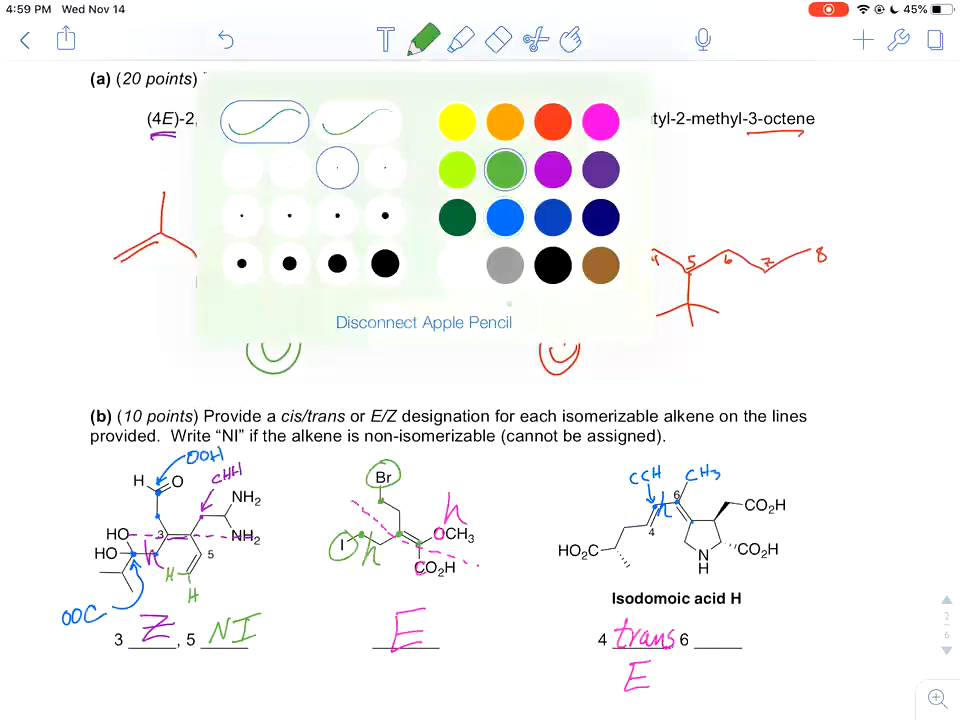 4:59 PM Wed Nov 14 45%
T
(a) (20 points)
(4E)-2, tyl-2-methyl-3-octene
5 6 7 8
Disconnect Apple Pencil
(b) (10 points) Provide a cis/trans or E/Z designation for each isomerizable alkene on the lines
provided. Write “NI” if the alkene is non-isomerizable (cannot be assigned).
OOH
CHH
H O
NH2
HO 3
h
NH2
HO
5
H
H
OOC
3 Z , 5 NI
Br
h
I
h
OCH3
CO2H
E
CCH CH3
h 6
CO2H
4
HO2C
CO2H
N
H
Isodomoic acid H
4 trans 6
E
2
6